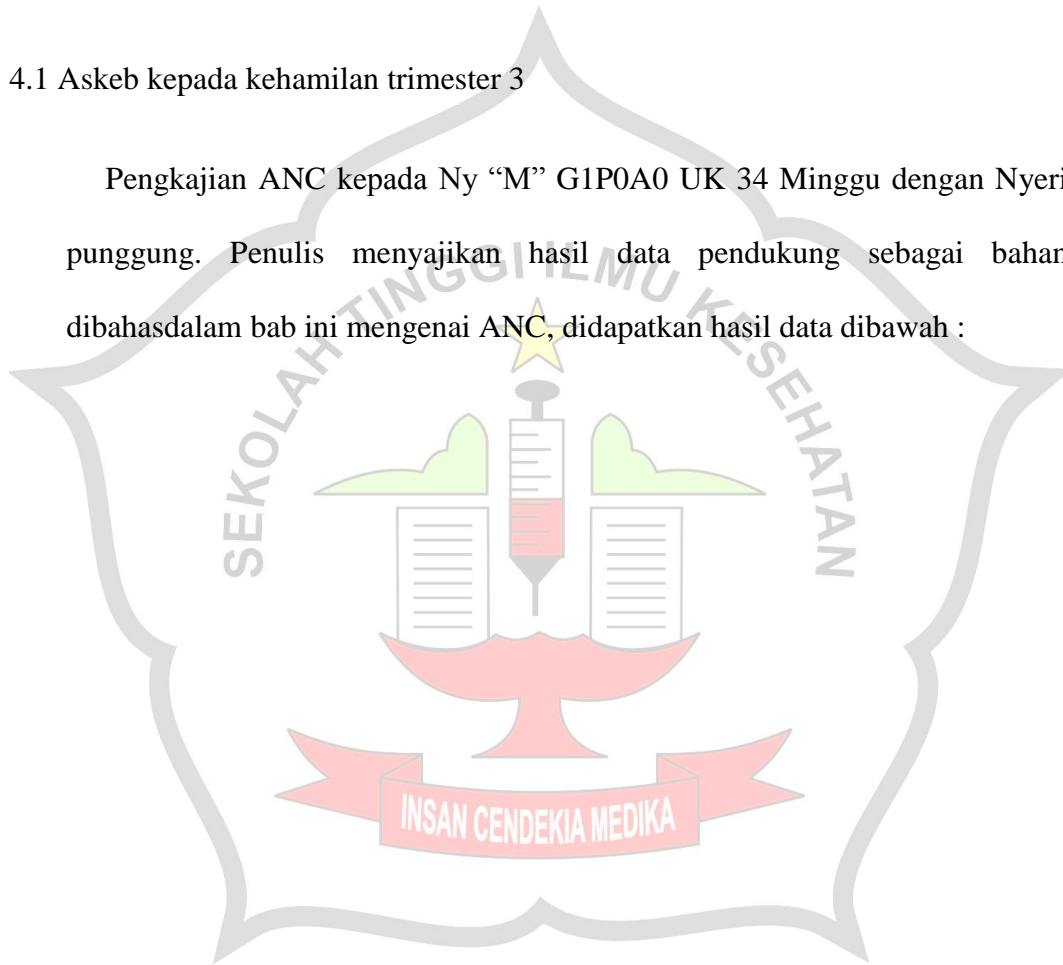 4.1 Askeb kepada kehamilan trimester 3
Pengkajian ANC kepada Ny “M” G1P0A0 UK 34 Minggu dengan Nyeri
punggung. Penulis menyajikan hasil data pendukung sebagai bahan
dibahasdalam bab ini mengenai ANC, didapatkan hasil data dibawah :
SEKOLAH TINGGI ILMU KESEHATAN
INSAN CENDEKIA MEDIKA